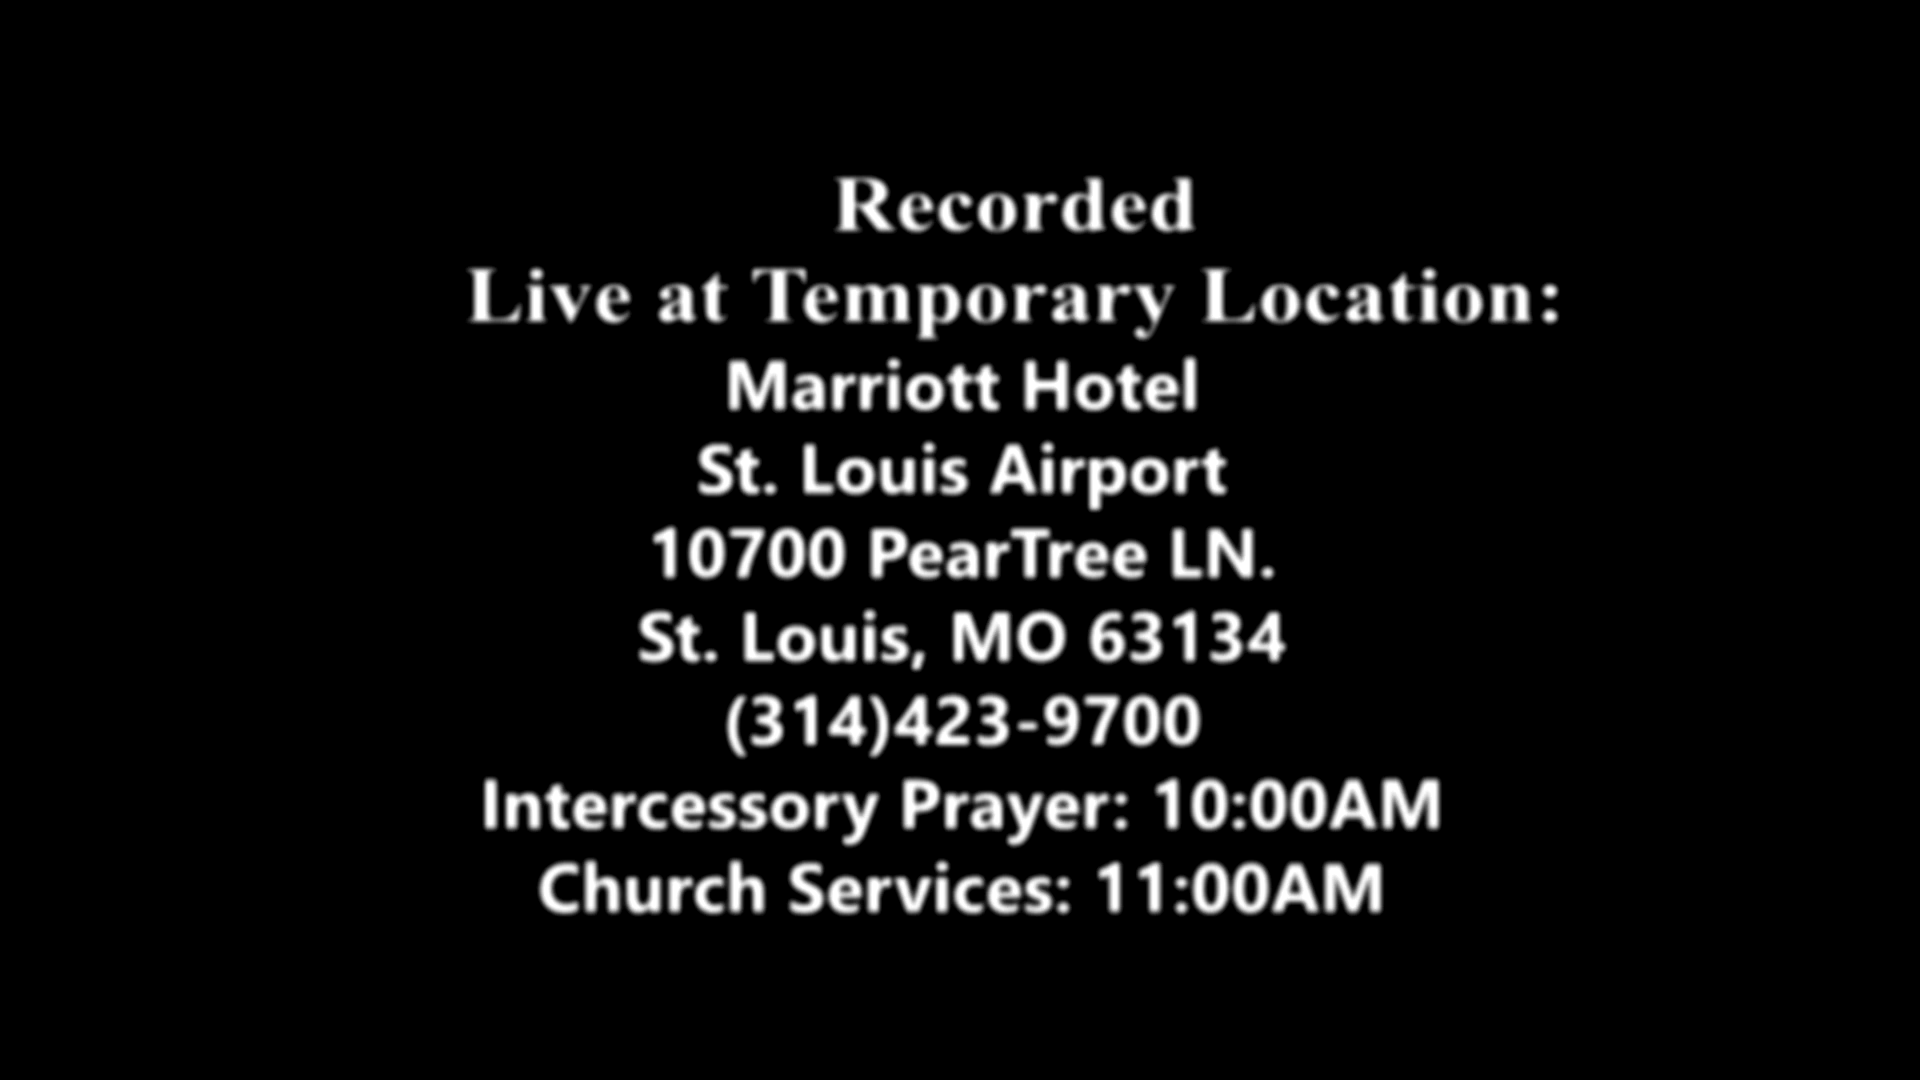 Recorded
Live at Temporary Location:
Marriott Hotel
St. Louis Airport
10700 PearTree LN.
St. Louis, MO 63134
(314)423-9700
Intercessory Prayer: 10:00AM
Church Services: 11:00AM